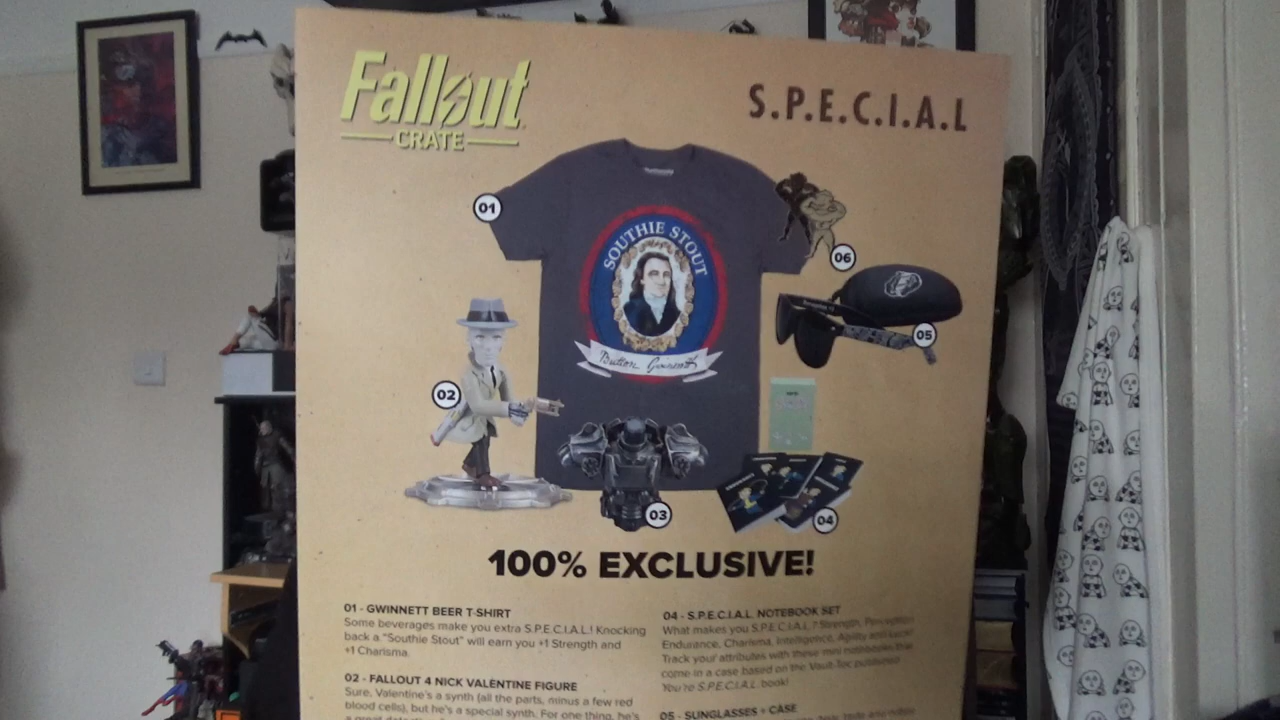 Fallout
CRATE
S.P.E.C.I.A.L
01
SOUTHIE STOUT
Button Gwinnett
06
05
02
03
04
100% EXCLUSIVE!
01 - GWINNETT BEER T-SHIRT
Some beverages make you extra S.P.E.C.I.A.L! Knocking
back a "Southie Stout" will earn you +1 Strength and
+1 Charisma.
02 - FALLOUT 4 NICK VALENTINE FIGURE
Sure, Valentine's a synth (all the parts, minus a few red
blood cells), but he's a special synth. For one thing, he's
04 - S.P.E.C.I.A.L. NOTEBOOK SET
What makes you S.P.E.C.I.A.L.? Strength, Perception
Endurance, Charisma, Intelligence, Agility and Luck!
Track your attributes with these mini notebooks that
come in a case based on the Vault-Tec published
You're S.P.E.C.I.A.L. book!
05 - SUNGLASSES + CASE